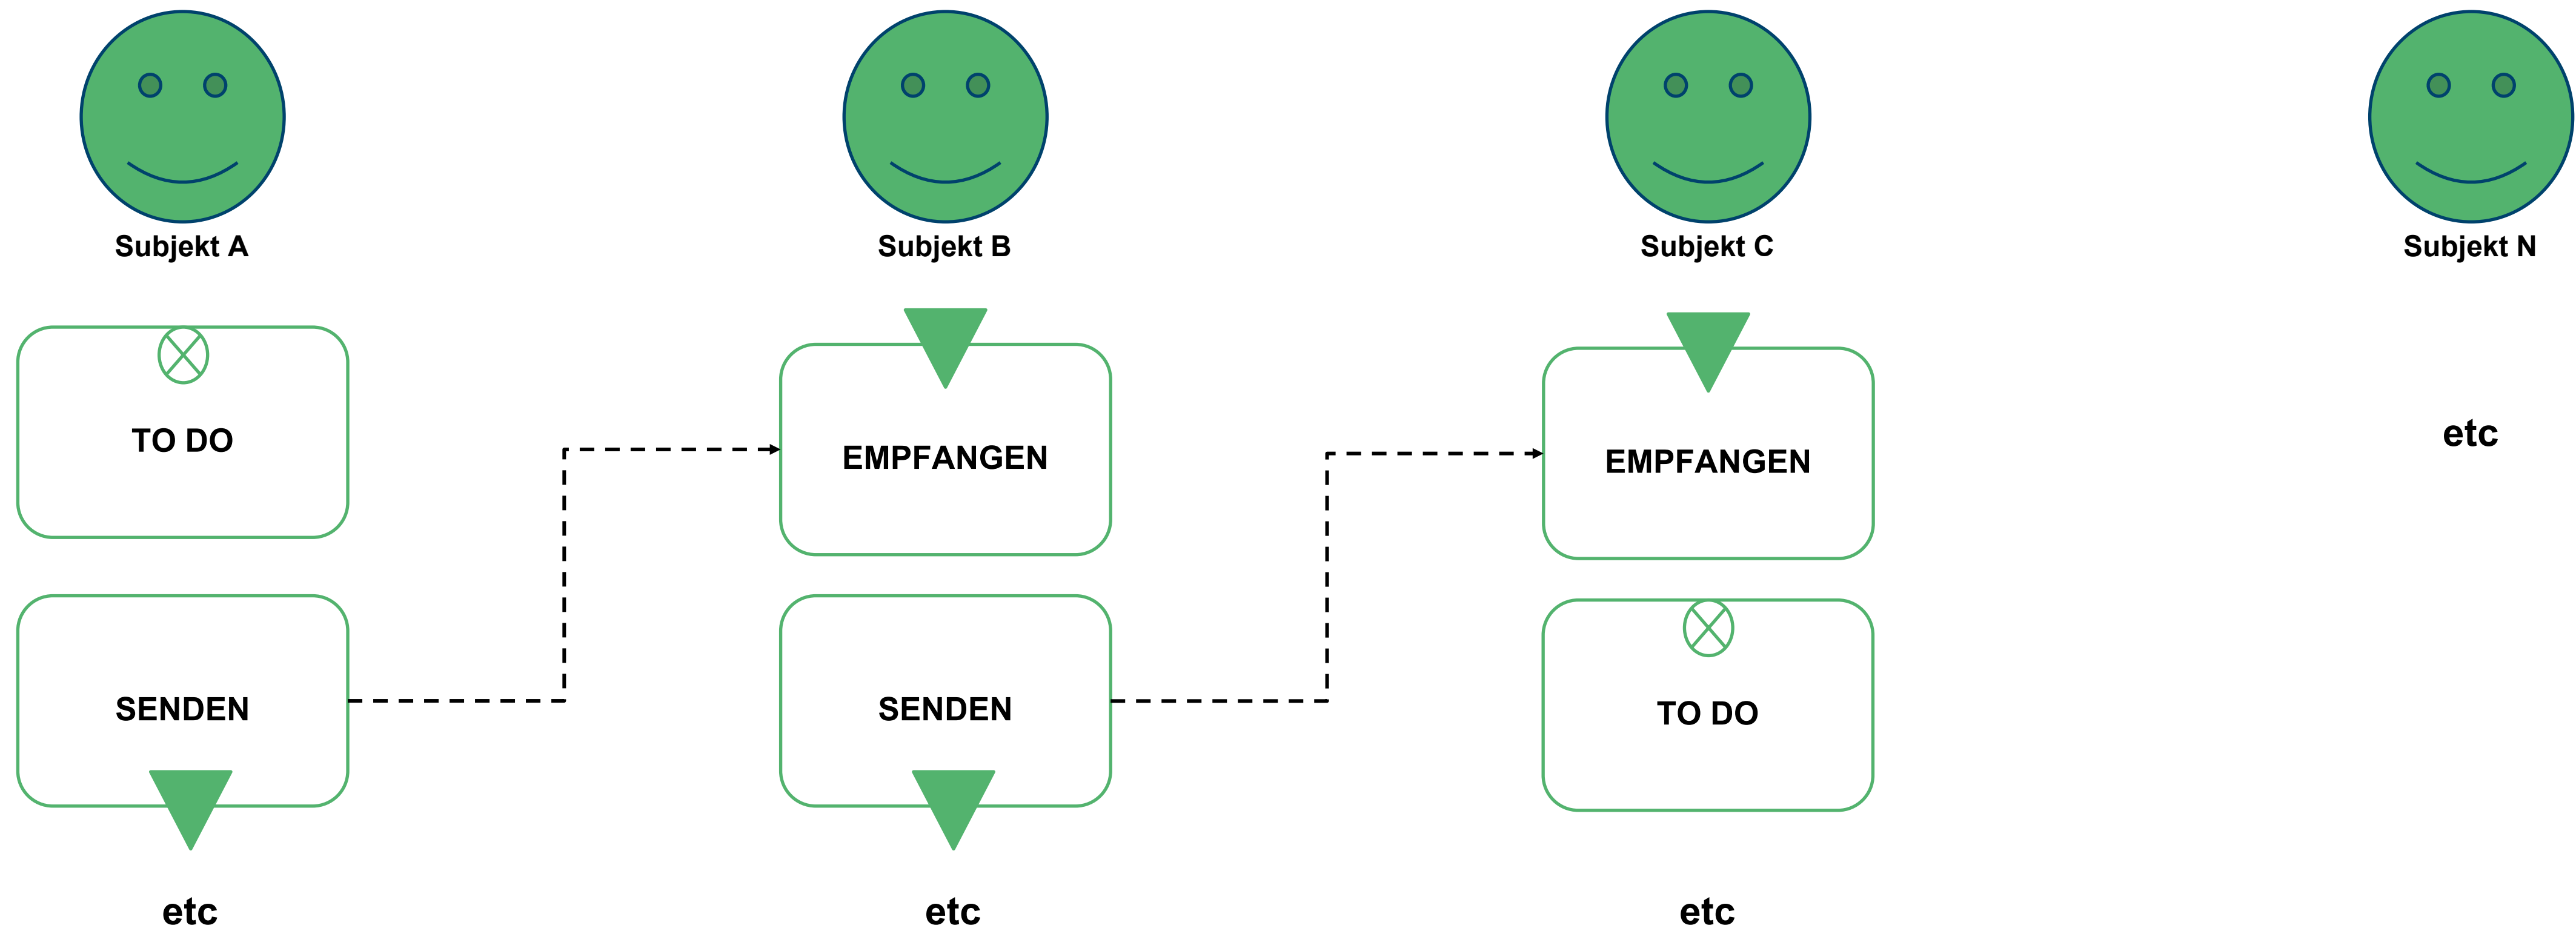 Subjekt A
Subjekt B
Subjekt C
Subjekt N
TO DO
EMPFANGEN
EMPFANGEN
etc
SENDEN
SENDEN
TO DO
etc
etc
etc